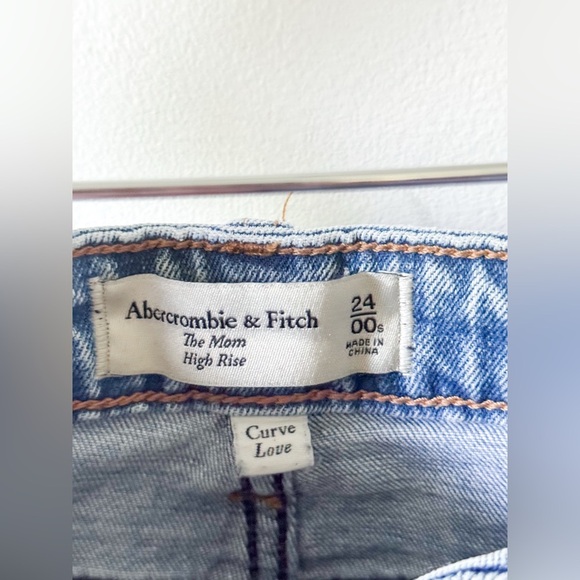 Abercrombie & Fitch
The Mom
High Rise
24
00s
MADE IN
CHINA
Curve
Love